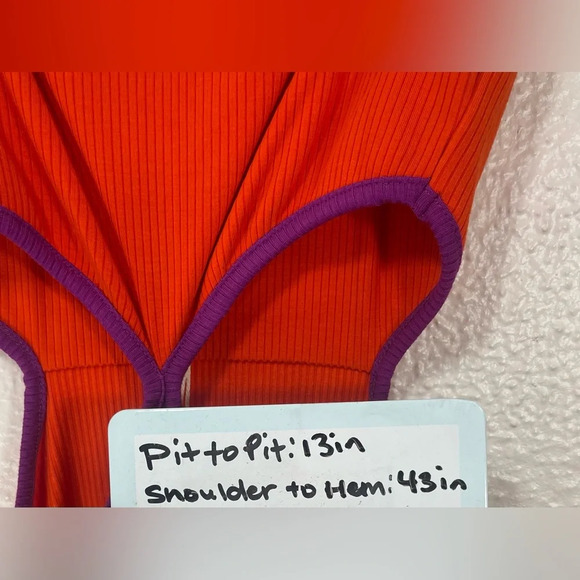 Pit to Pit: 13in
Shoulder to Hem: 43in